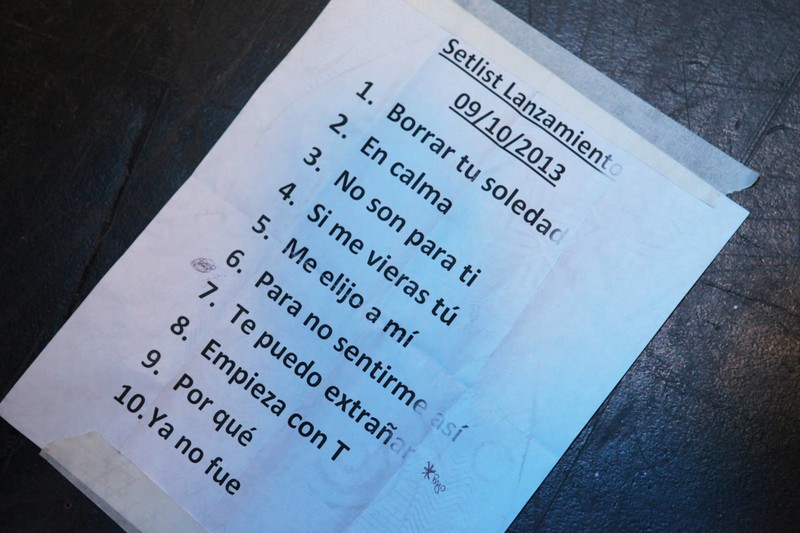 Setlist Lanzamiento
09/10/2013
1. Borrar tu soledad
2. En calma
3. No son para ti
4. Si me vieras tú
5. Me elijo a mí
6. Para no sentirme así
7. Te puedo extrañar
8. Empieza con T
9. Por qué
10. Ya no fue